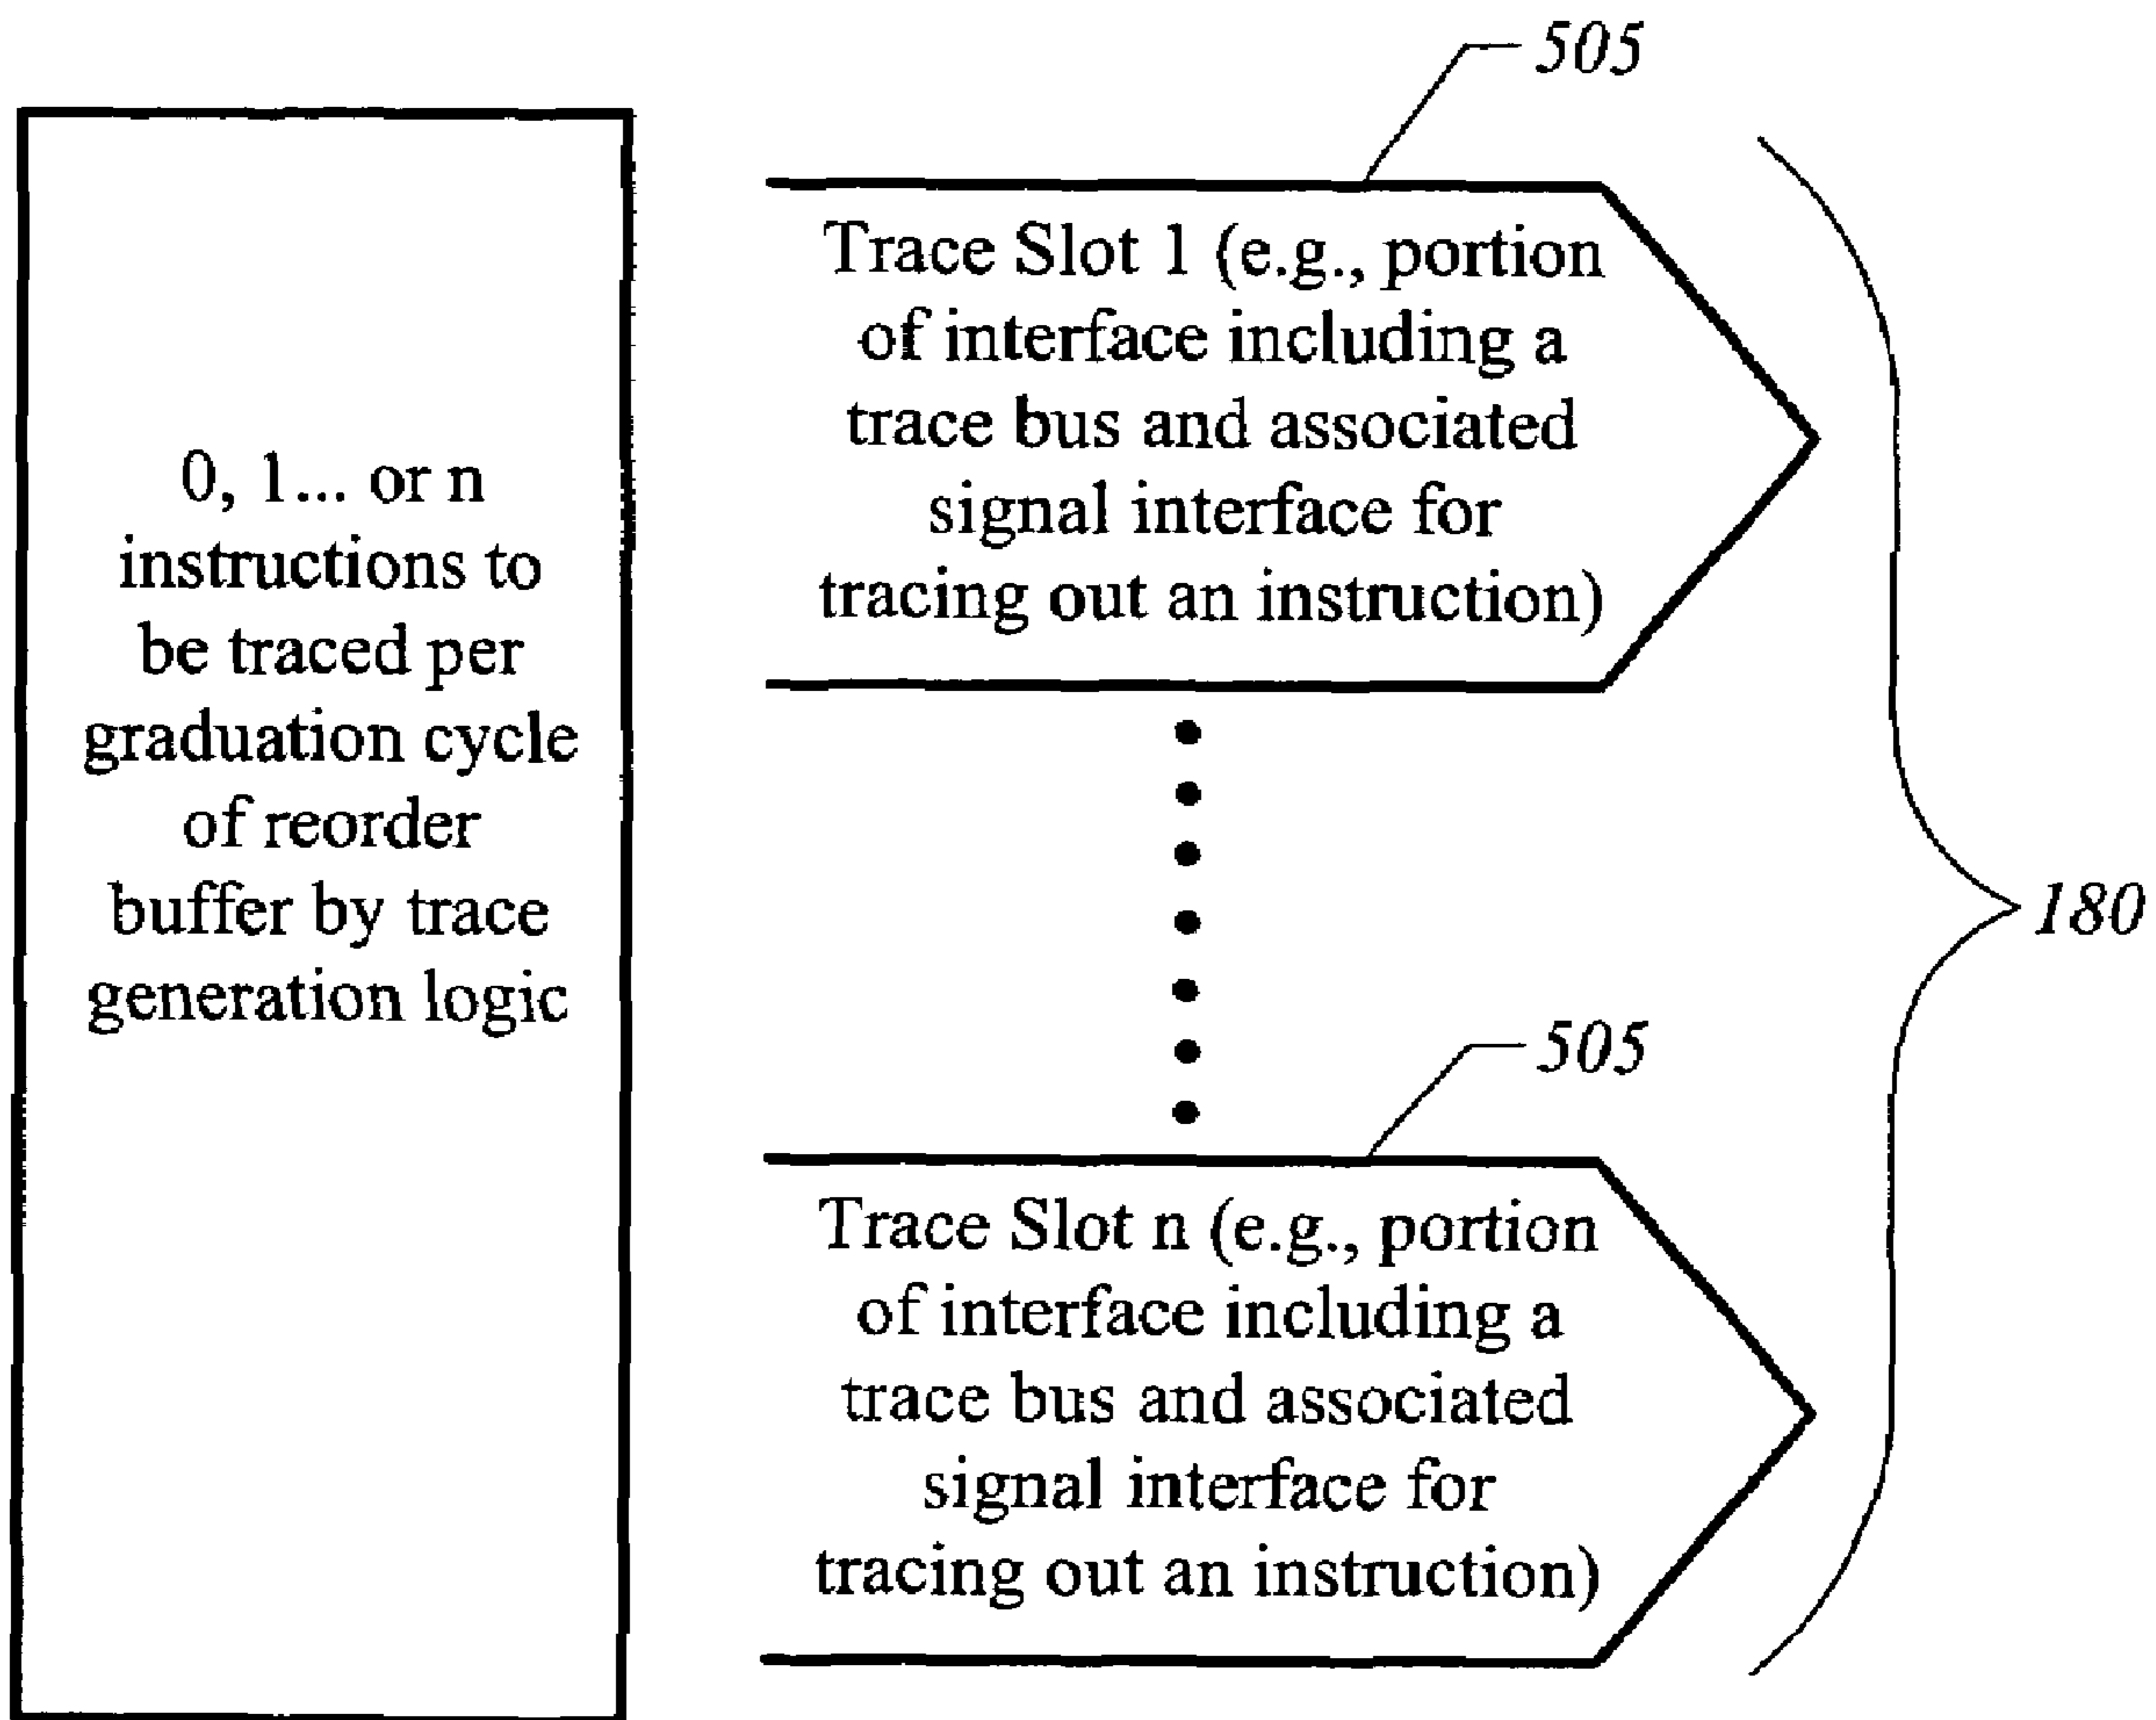 0, 1... or n
instructions to
be traced per
graduation cycle
of reorder
buffer by trace
generation logic
505
Trace Slot 1 (e.g., portion
of interface including a
trace bus and associated
signal interface for
tracing out an instruction)
180
505
Trace Slot n (e.g., portion
of interface including a
trace bus and associated
signal interface for
tracing out an instruction)